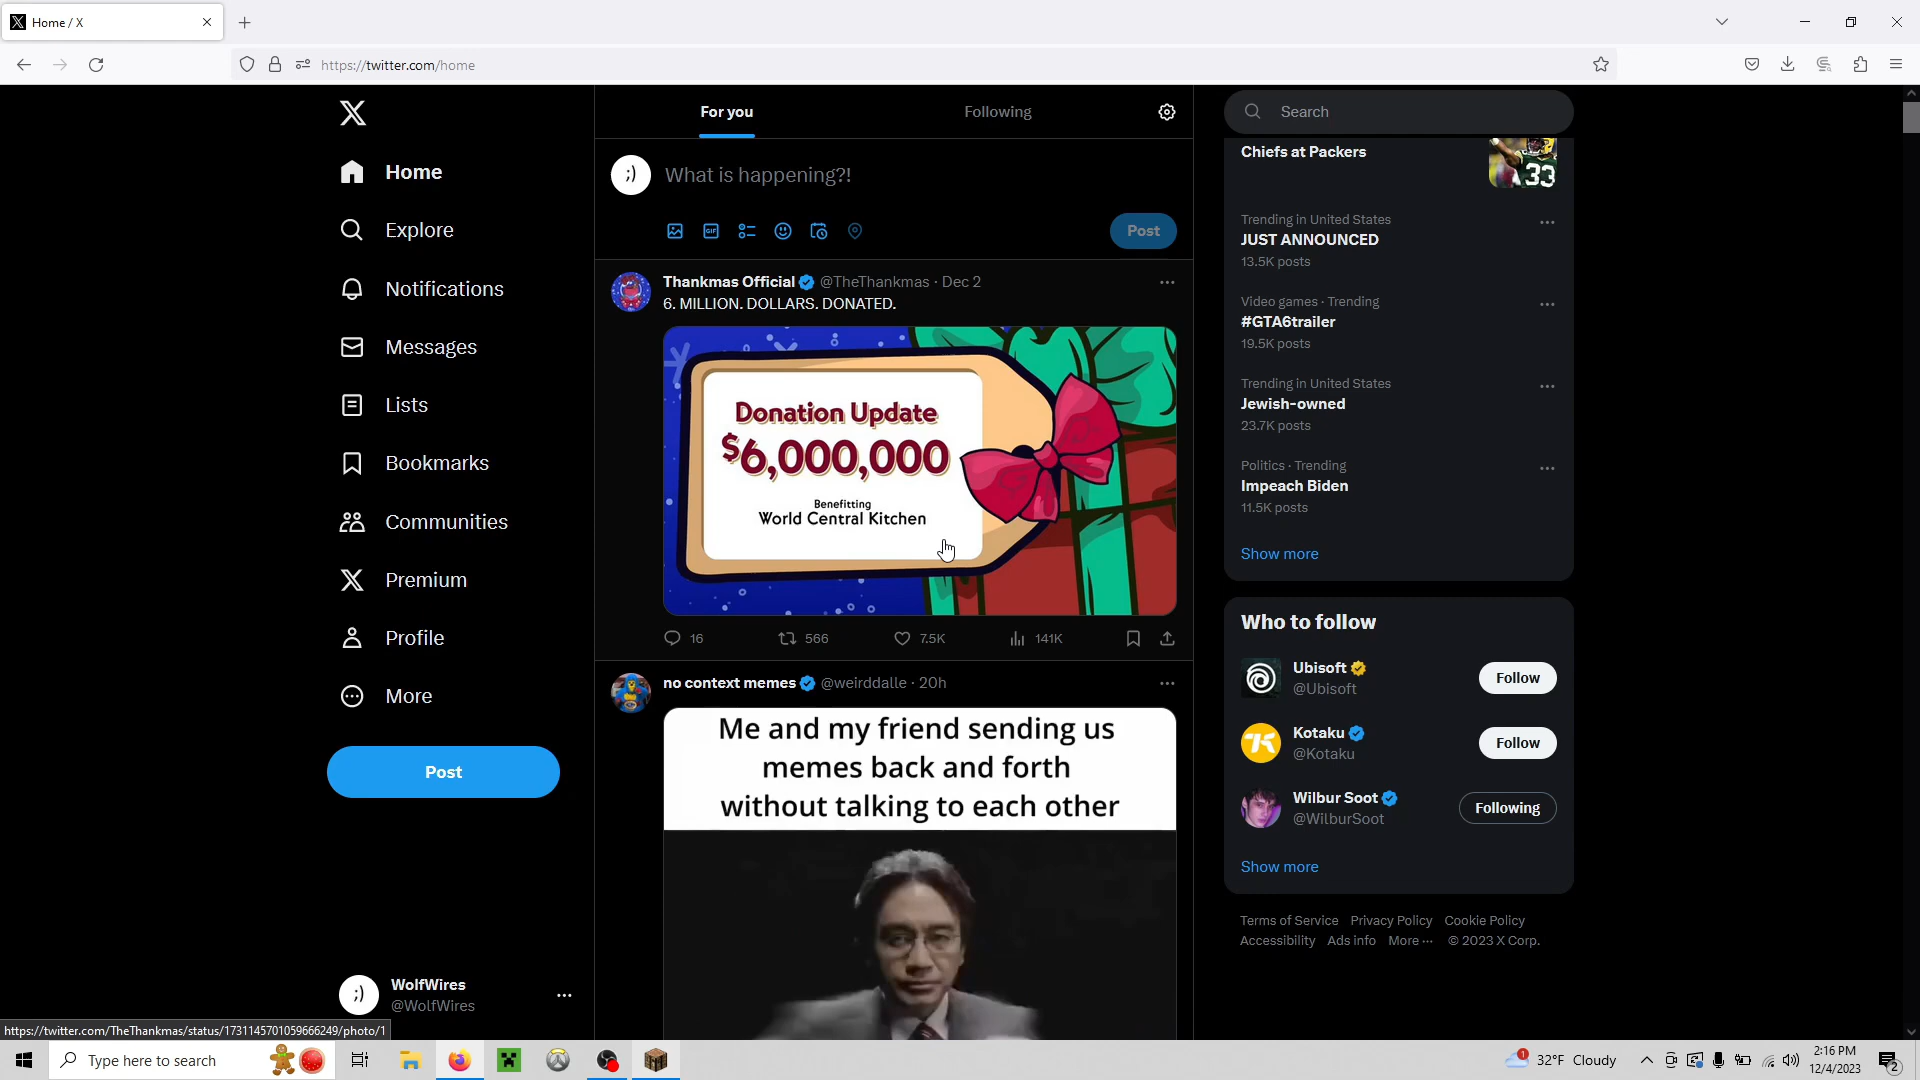 Home / X
https://twitter.com/home
Home
Explore
Notifications
Messages
Lists
Bookmarks
Communities
Premium
Profile
More
Post
;)
WolfWires
@WolfWires
https://twitter.com/TheThankmas/status/1731145701059666249/photo/1
For you
Following
;)
What is happening?!
GIF
Post
Thankmas Official @TheThankmas · Dec 2
6. MILLION. DOLLARS. DONATED.
Donation Update
$6,000,000
Benefitting
World Central Kitchen
16
566
7.5K
141K
no context memes @weirddalle · 20h
Me and my friend sending us
memes back and forth
without talking to each other
Search
Chiefs at Packers
33
Trending in United States
JUST ANNOUNCED
13.5K posts
Video games · Trending
#GTA6trailer
19.5K posts
Trending in United States
Jewish-owned
23.7K posts
Politics · Trending
Impeach Biden
11.5K posts
Show more
Who to follow
Ubisoft
@Ubisoft
Follow
Kotaku
@Kotaku
Follow
Wilbur Soot
@WilburSoot
Following
Show more
Terms of Service Privacy Policy Cookie Policy
Accessibility Ads info More ··· © 2023 X Corp.
Type here to search
1
32°F Cloudy
2:16 PM
12/4/2023
2